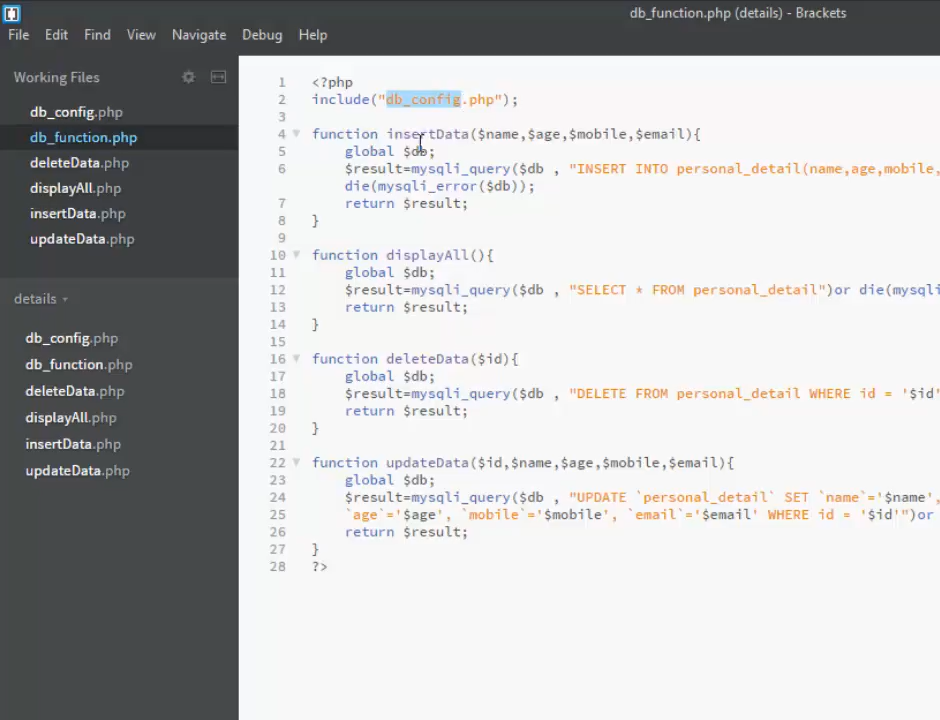 db_function.php (details) - Brackets
File Edit Find View Navigate Debug Help
Working Files
db_config.php
db_function.php
deleteData.php
displayAll.php
insertData.php
updateData.php
details
db_config.php
db_function.php
deleteData.php
displayAll.php
insertData.php
updateData.php
1 <?php
2 include("db_config.php");
3
4 function insertData($name,$age,$mobile,$email){
5 global $db;
6 $result=mysqli_query($db , "INSERT INTO personal_detail(name,age,mobile,
die(mysqli_error($db));
7 return $result;
8 }
9
10 function displayAll(){
11 global $db;
12 $result=mysqli_query($db , "SELECT * FROM personal_detail")or die(mysqli
13 return $result;
14 }
15
16 function deleteData($id){
17 global $db;
18 $result=mysqli_query($db , "DELETE FROM personal_detail WHERE id = '$id'
19 return $result;
20 }
21
22 function updateData($id,$name,$age,$mobile,$email){
23 global $db;
24 $result=mysqli_query($db , "UPDATE `personal_detail` SET `name`='$name',
25 `age`='$age', `mobile`='$mobile', `email`='$email' WHERE id = '$id'")or
26 return $result;
27 }
28 ?>